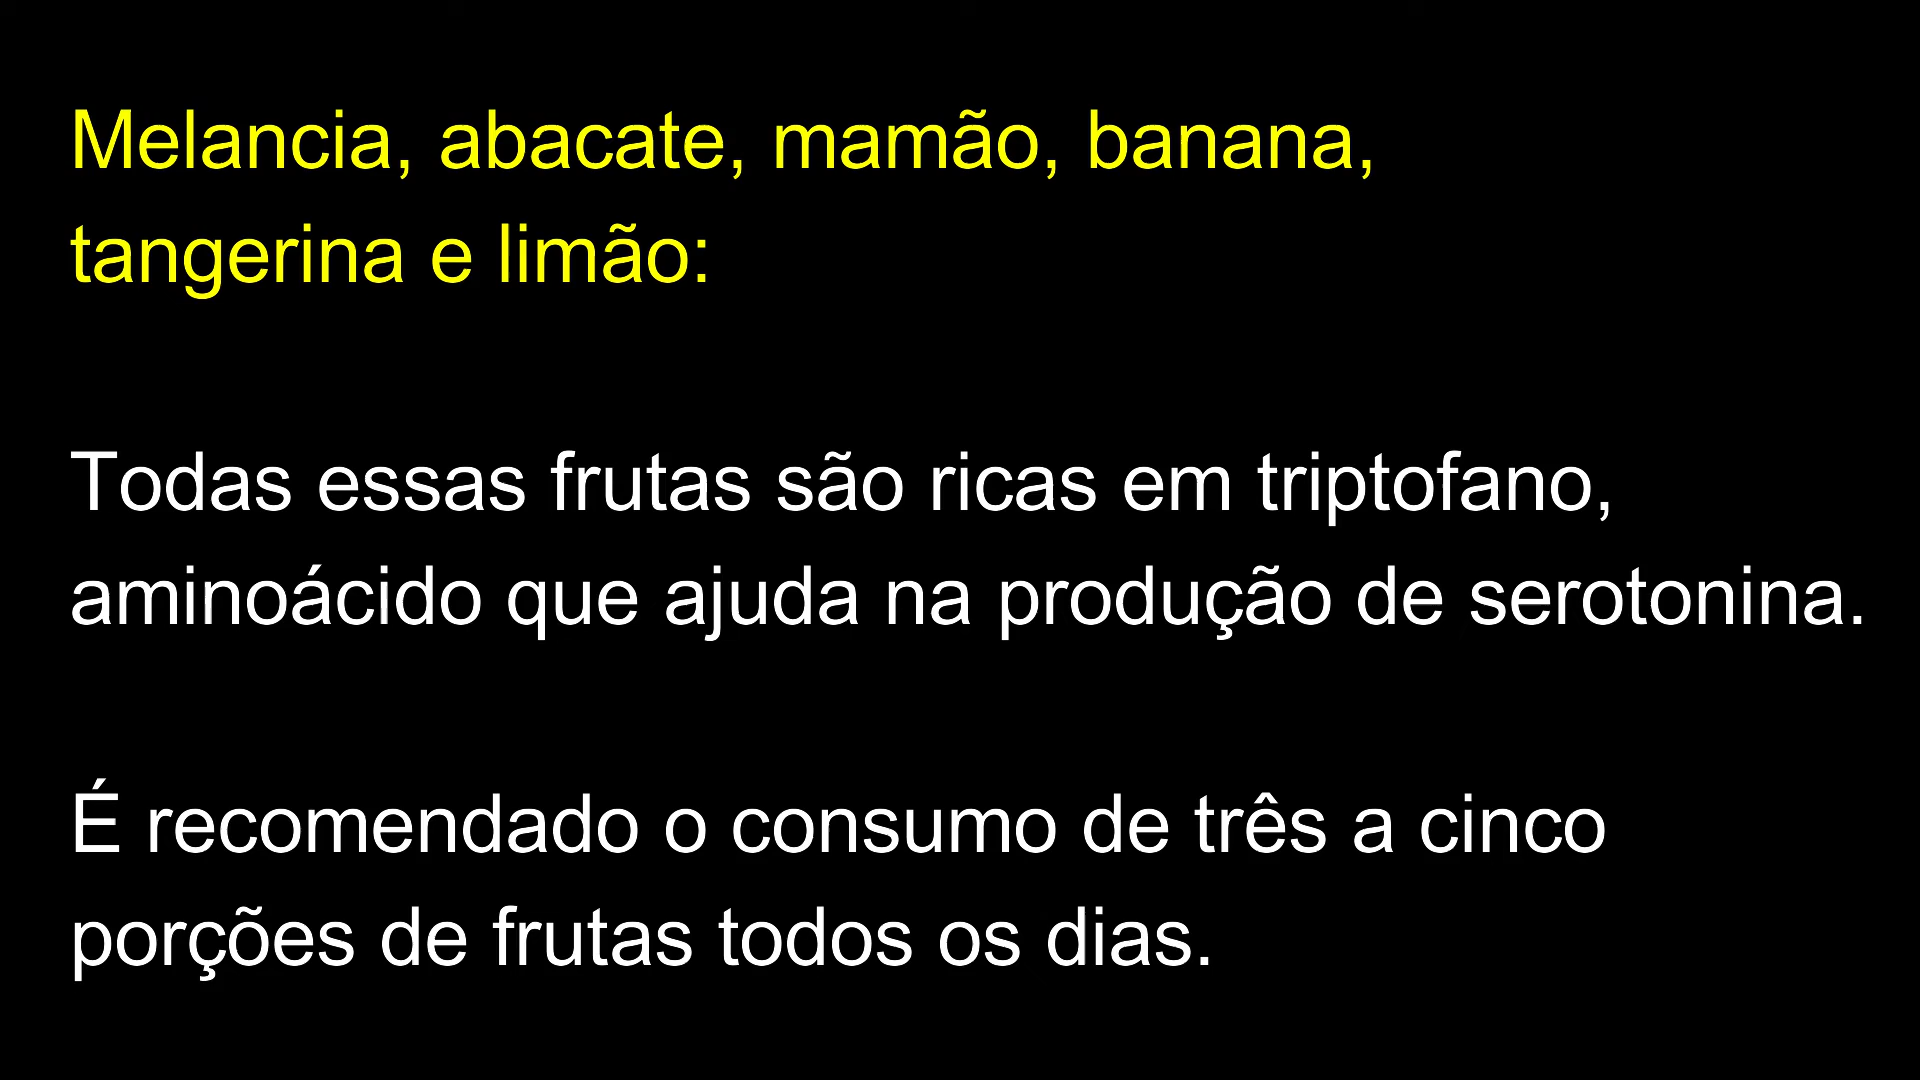 Melancia, abacate, mamão, banana,
tangerina e limão:
Todas essas frutas são ricas em triptofano,
aminoácido que ajuda na produção de serotonina.
É recomendado o consumo de três a cinco
porções de frutas todos os dias.